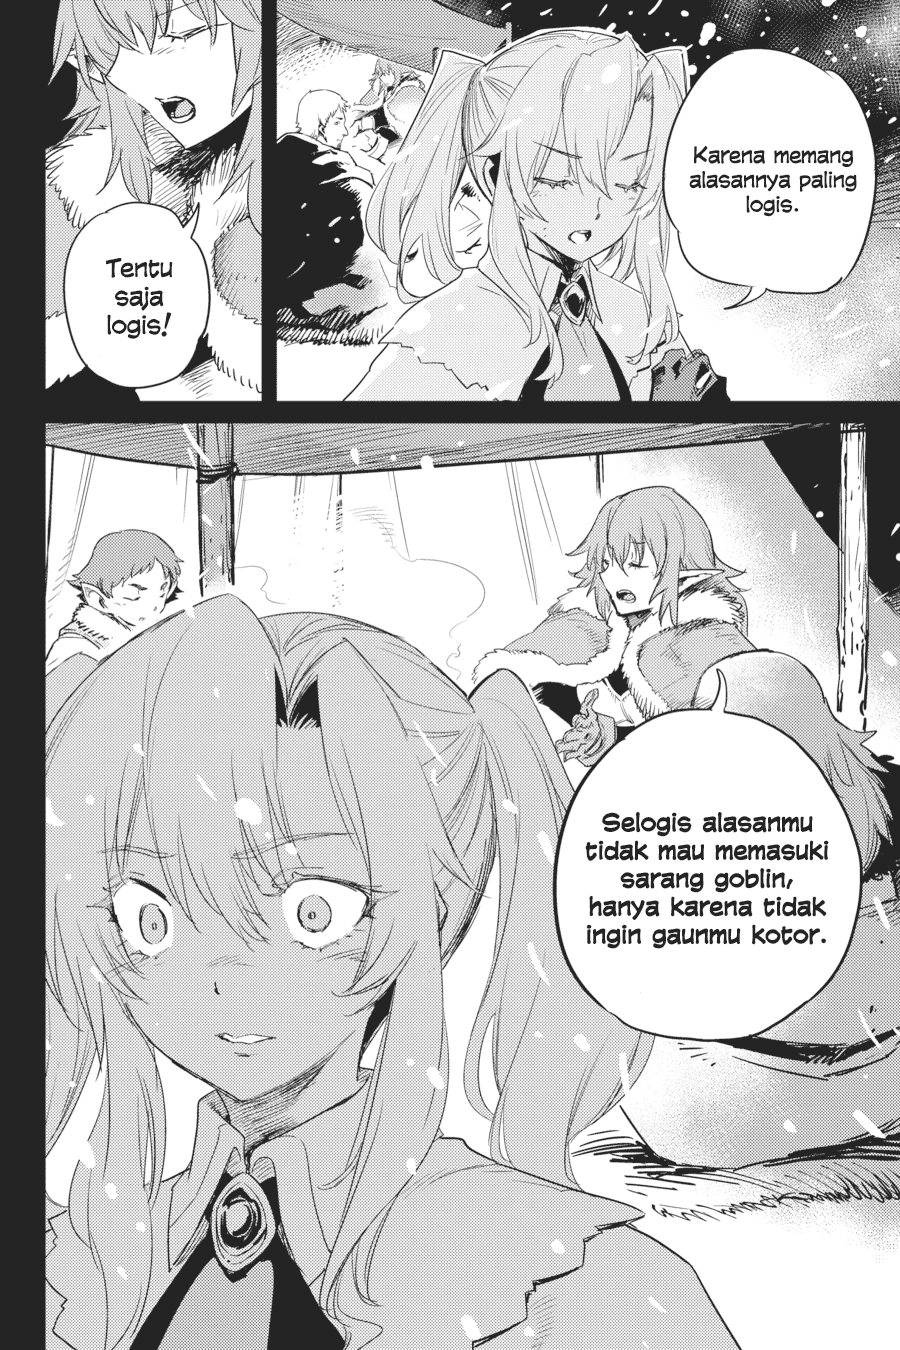 Karena memang
alasannya paling
logis.
Tentu
saja
logis!
Selogis alasanmu
tidak mau memasuki
sarang goblin,
hanya karena tidak
ingin gaunmu kotor.